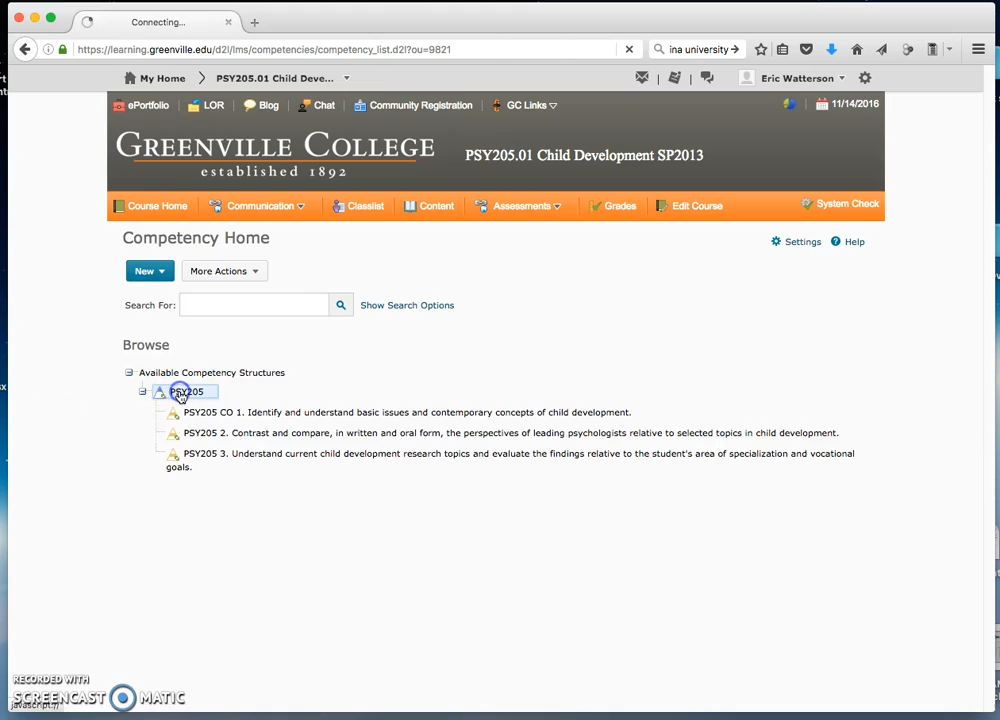 Connecting...
https://learning.greenville.edu/d2l/lms/competencies/competency_list.d2l?ou=9821
ina university
My Home
PSY205.01 Child Deve...
Eric Watterson
ePortfolio
LOR
Blog
Chat
Community Registration
GC Links
11/14/2016
GREENVILLE COLLEGE
established 1892
PSY205.01 Child Development SP2013
Course Home
Communication
Classlist
Content
Assessments
Grades
Edit Course
System Check
Competency Home
Settings
Help
New
More Actions
Search For:
Show Search Options
Browse
Available Competency Structures
PSY205
PSY205 CO 1. Identify and understand basic issues and contemporary concepts of child development.
PSY205 2. Contrast and compare, in written and oral form, the perspectives of leading psychologists relative to selected topics in child development.
PSY205 3. Understand current child development research topics and evaluate the findings relative to the student's area of specialization and vocational
goals.
RECORDED WITH
SCREENCAST MATIC
javascript://